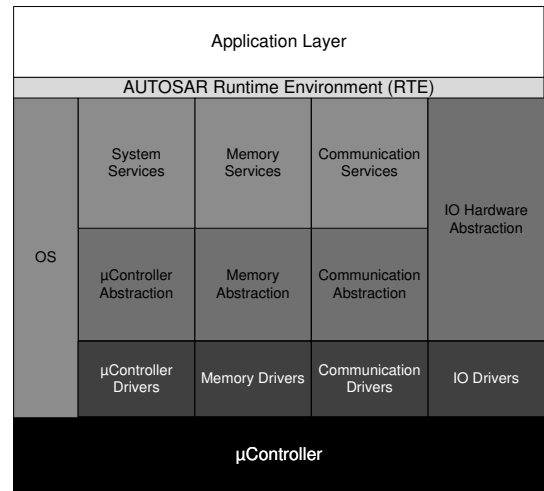 Application Layer
AUTOSAR Runtime Environment (RTE)
OS
System
Services
Memory
Services
Communication
Services
IO Hardware
Abstraction
µController
Abstraction
Memory
Abstraction
Communication
Abstraction
µController
Drivers
Memory Drivers
Communication
Drivers
IO Drivers
µController